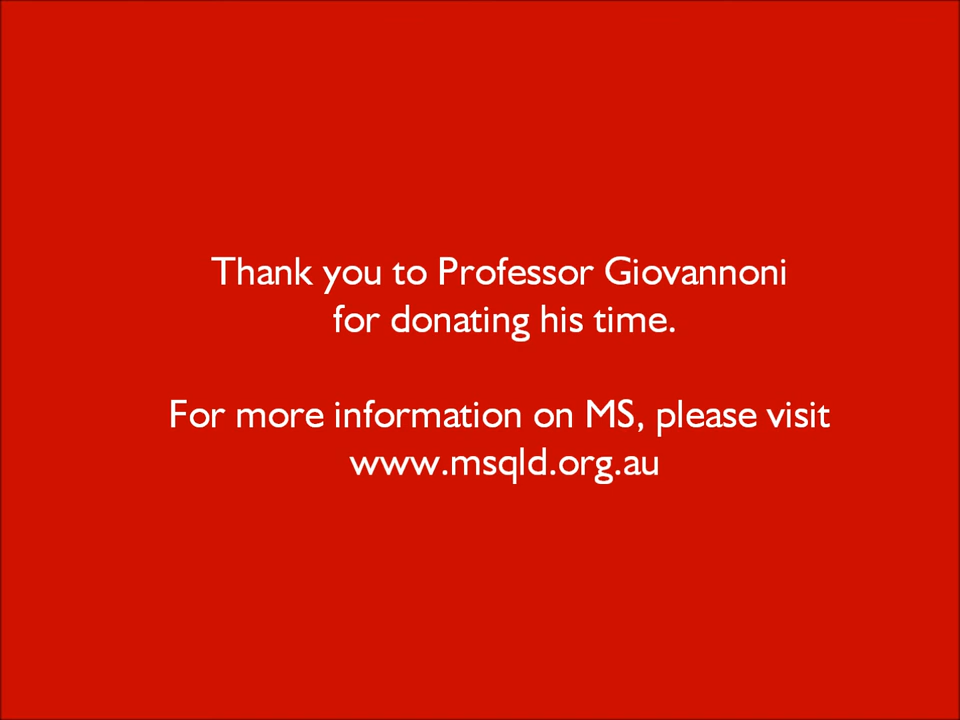 Thank you to Professor Giovannoni
for donating his time.
For more information on MS, please visit
www.msqld.org.au